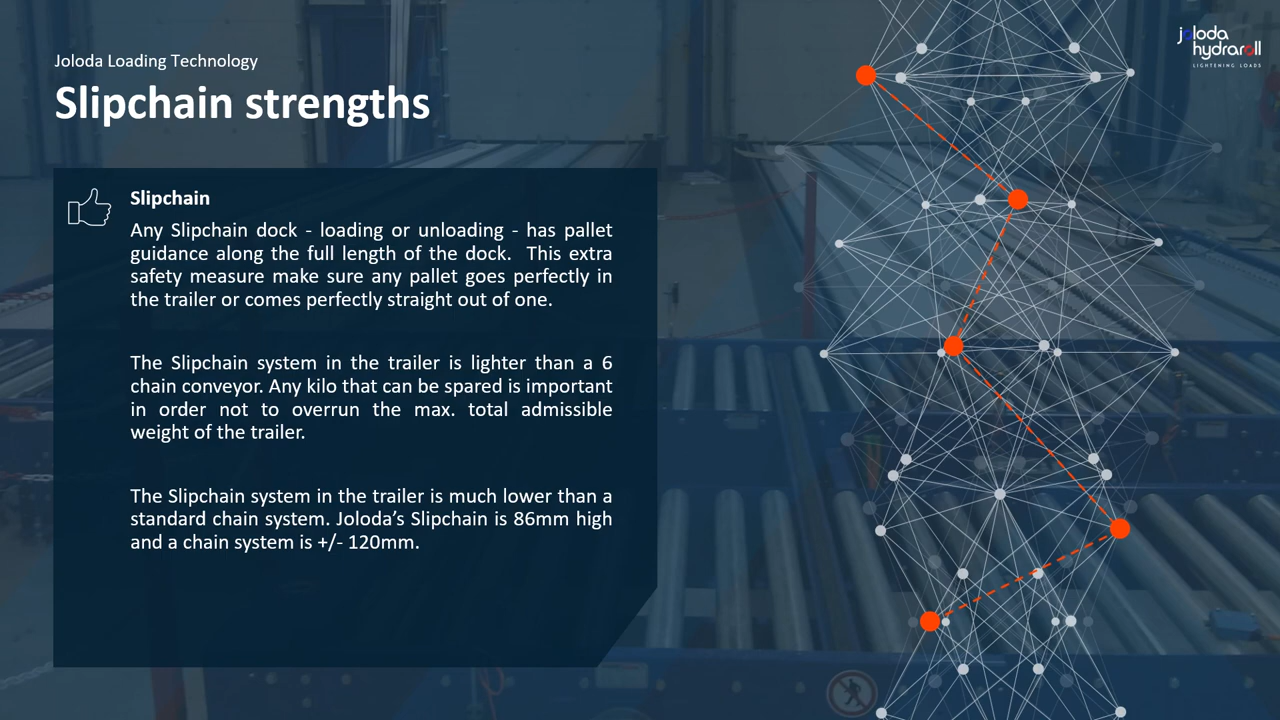 Joloda Loading Technology
Slipchain strengths
joloda
hydraroll
LIGHTENING LOADS
Slipchain
Any Slipchain dock - loading or unloading - has pallet
guidance along the full length of the dock. This extra
safety measure make sure any pallet goes perfectly in
the trailer or comes perfectly straight out of one.
The Slipchain system in the trailer is lighter than a 6
chain conveyor. Any kilo that can be spared is important
in order not to overrun the max. total admissible
weight of the trailer.
The Slipchain system in the trailer is much lower than a
standard chain system. Joloda’s Slipchain is 86mm high
and a chain system is +/- 120mm.